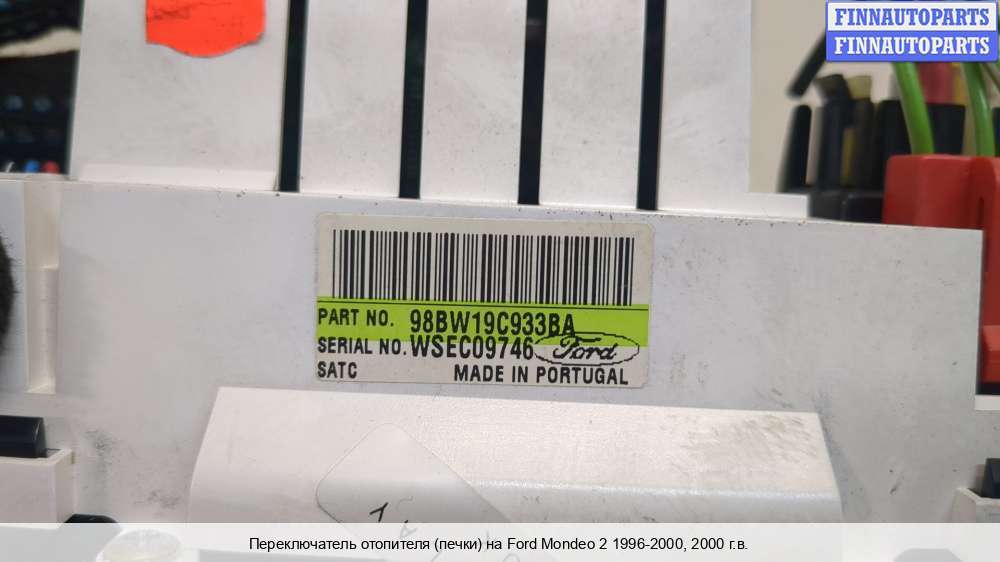 FINNAUTOPARTS
FINNAUTOPARTS
PART NO. 98BW19C933BA
SERIAL NO. WSEC09746 Ford
SATC MADE IN PORTUGAL
Переключатель отопителя (печки) на Ford Mondeo 2 1996-2000, 2000 г.в.